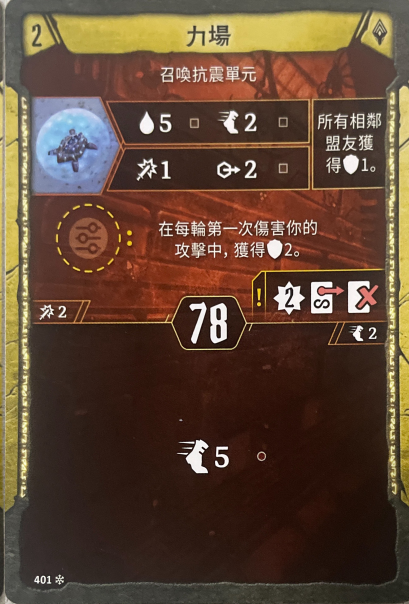 2
力場
召喚抗震單元
5 2
1 2
所有相鄰
盟友獲
得1。
在每輪第一次傷害你的
攻擊中，獲得2。
! 2
2
78
2
5
401